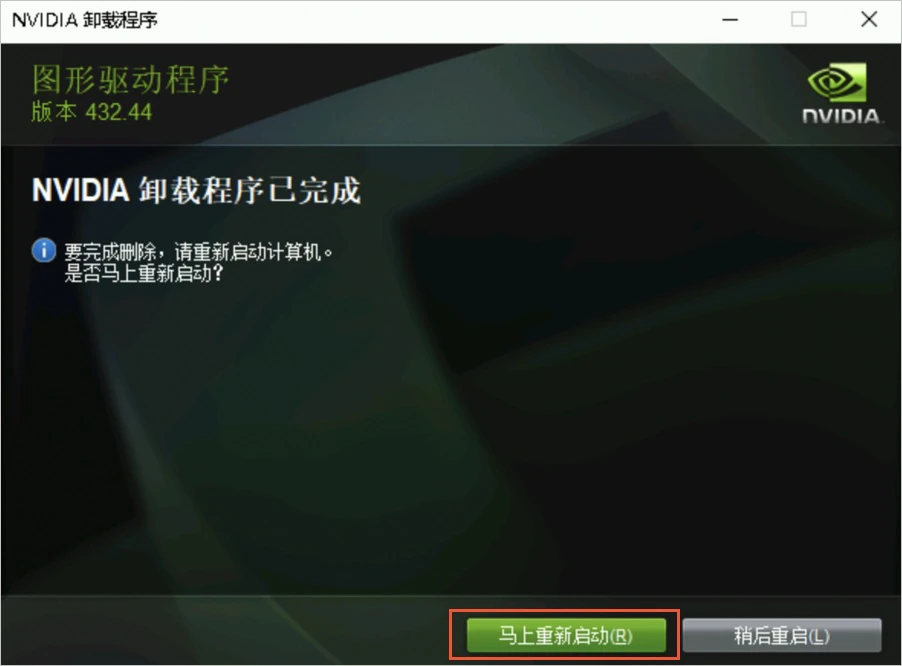 NVIDIA 卸载程序
图形驱动程序
版本 432.44
NVIDIA.
NVIDIA 卸载程序已完成
i
要完成删除，请重新启动计算机。
是否马上重新启动？
马上重新启动(R)
稍后重启(L)